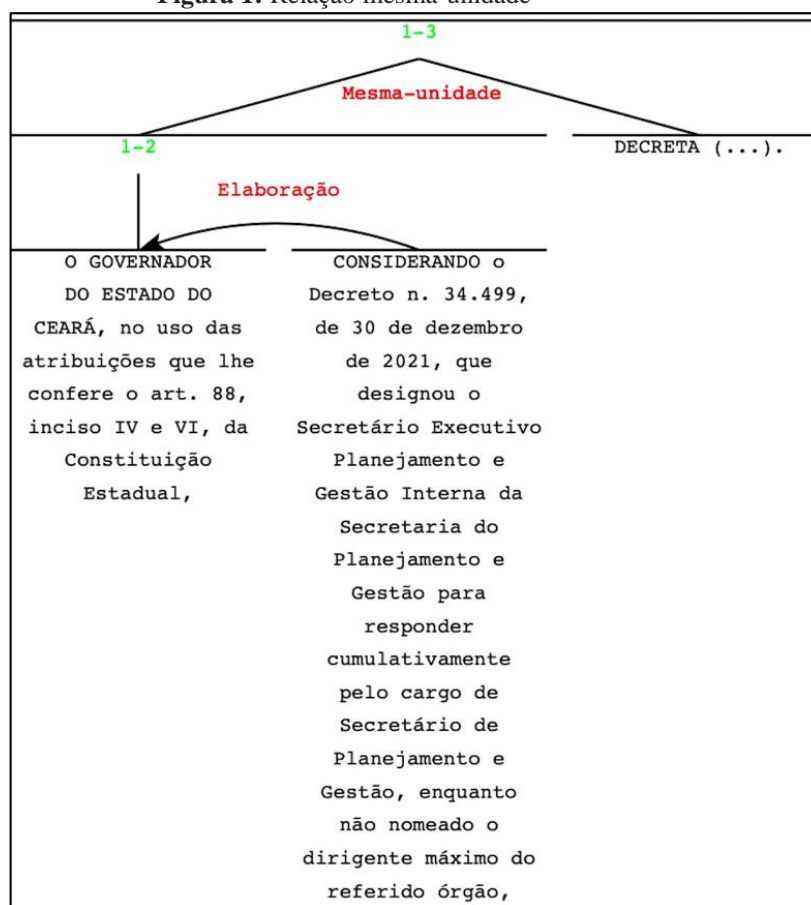 Figura 1: Relação mesma-unidade
1-3
Mesma-unidade
1-2
DECRETA (...).
Elaboração
O GOVERNADOR
DO ESTADO DO
CEARÁ, no uso das
atribuições que lhe
confere o art. 88,
inciso IV e VI, da
Constituição
Estadual,
CONSIDERANDO o
Decreto n. 34.499,
de 30 de dezembro
de 2021, que
designou o
Secretário Executivo
Planejamento e
Gestão Interna da
Secretaria do
Planejamento e
Gestão para
responder
cumulativamente
pelo cargo de
Secretário de
Planejamento e
Gestão, enquanto
não nomeado o
dirigente máximo do
referido órgão,